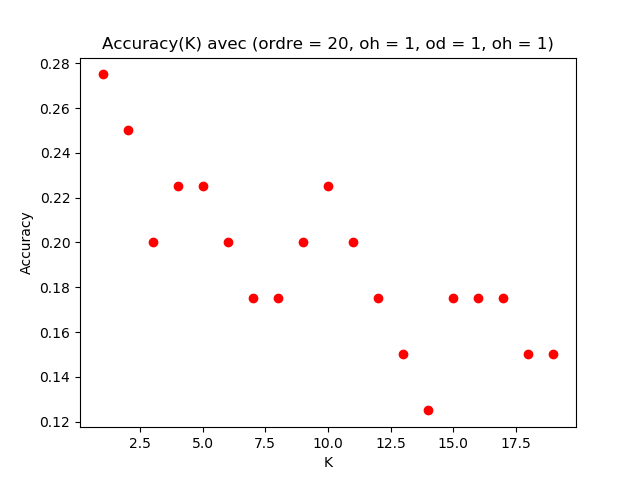 Accuracy(K) avec (ordre = 20, oh = 1, od = 1, oh = 1)
0.28
0.26
0.24
0.22
0.20
0.18
0.16
0.14
0.12
Accuracy
2.5 5.0 7.5 10.0 12.5 15.0 17.5
K